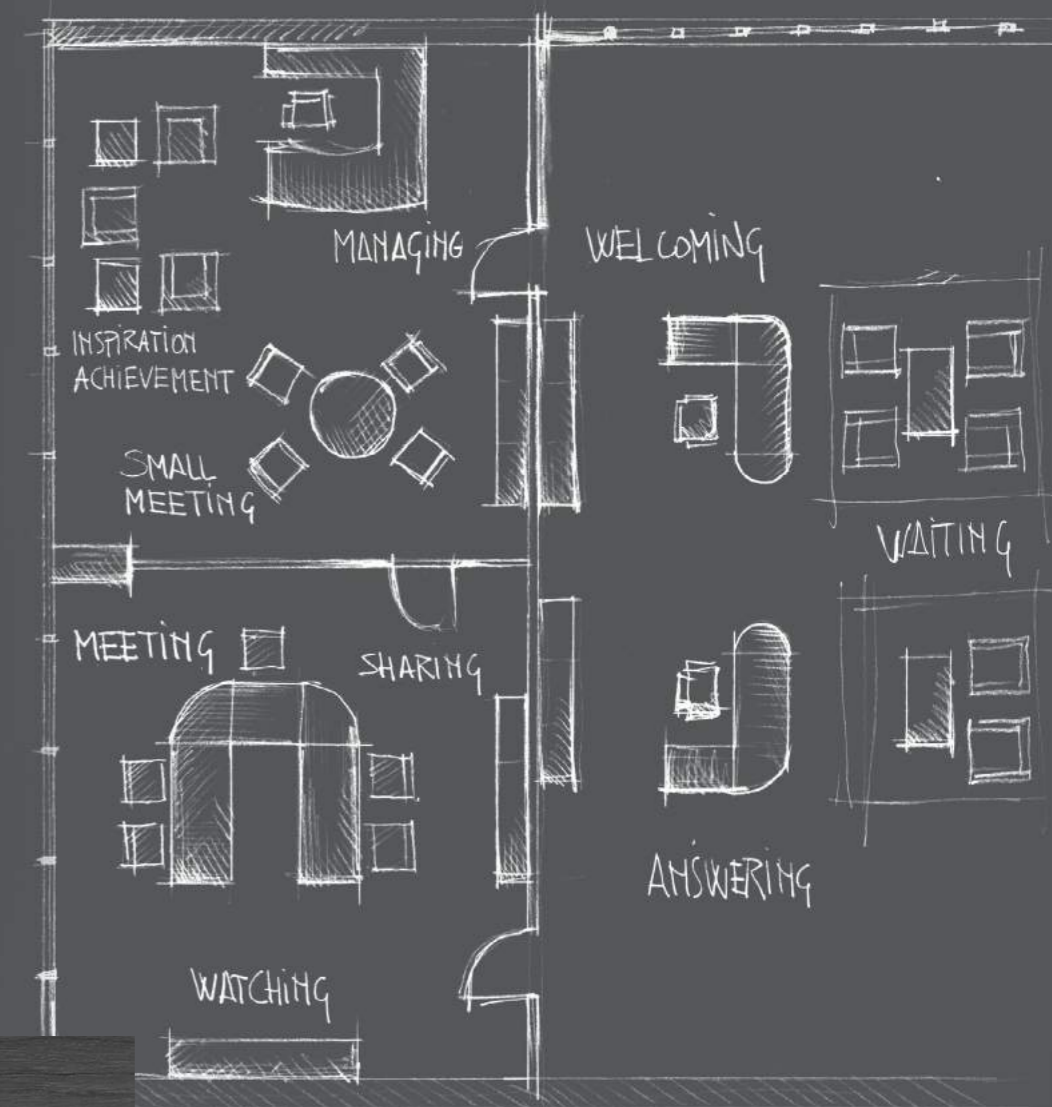 MANAGING
WELCOMING
INSPIRATION
ACHIEVEMENT
SMALL
MEETING
WAITING
MEETING
SHARING
ANSWERING
WATCHING